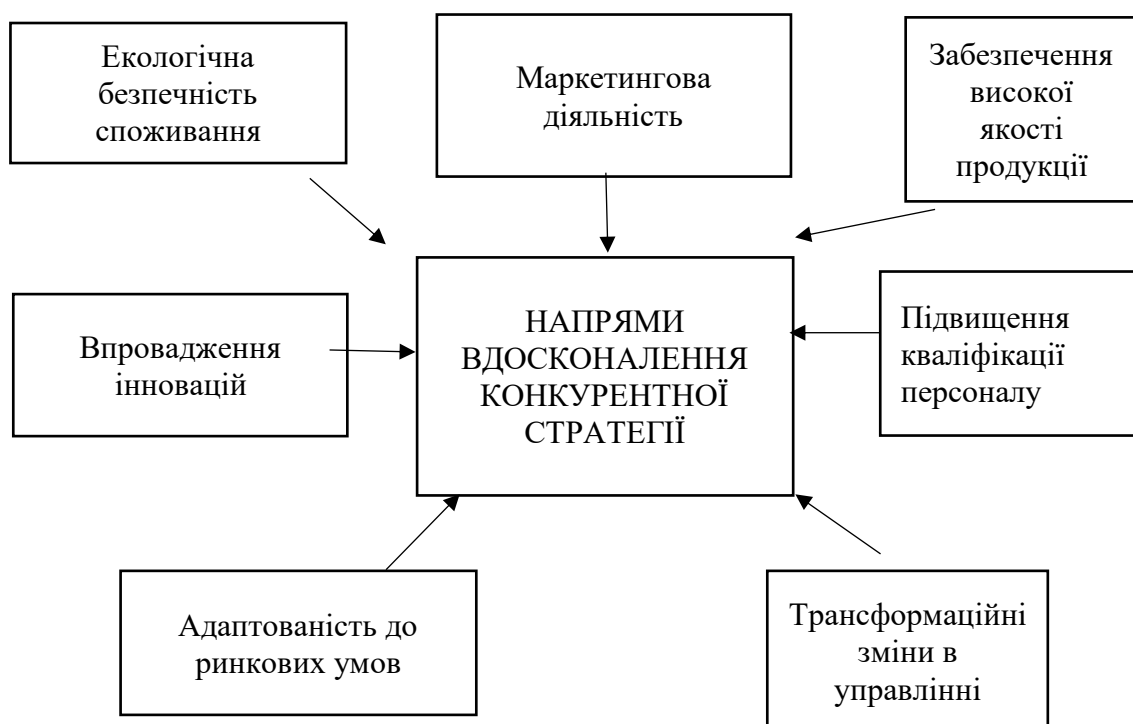 Екологічна
безпечність
споживання
Маркетингова
діяльність
Забезпечення
високої
якості
продукції
Впровадження
інновацій
НАПРЯМИ
ВДОСКОНАЛЕННЯ
КОНКУРЕНТНОЇ
СТРАТЕГІЇ
Підвищення
кваліфікації
персоналу
Адаптованість до
ринкових умов
Трансформаційні
зміни в
управлінні